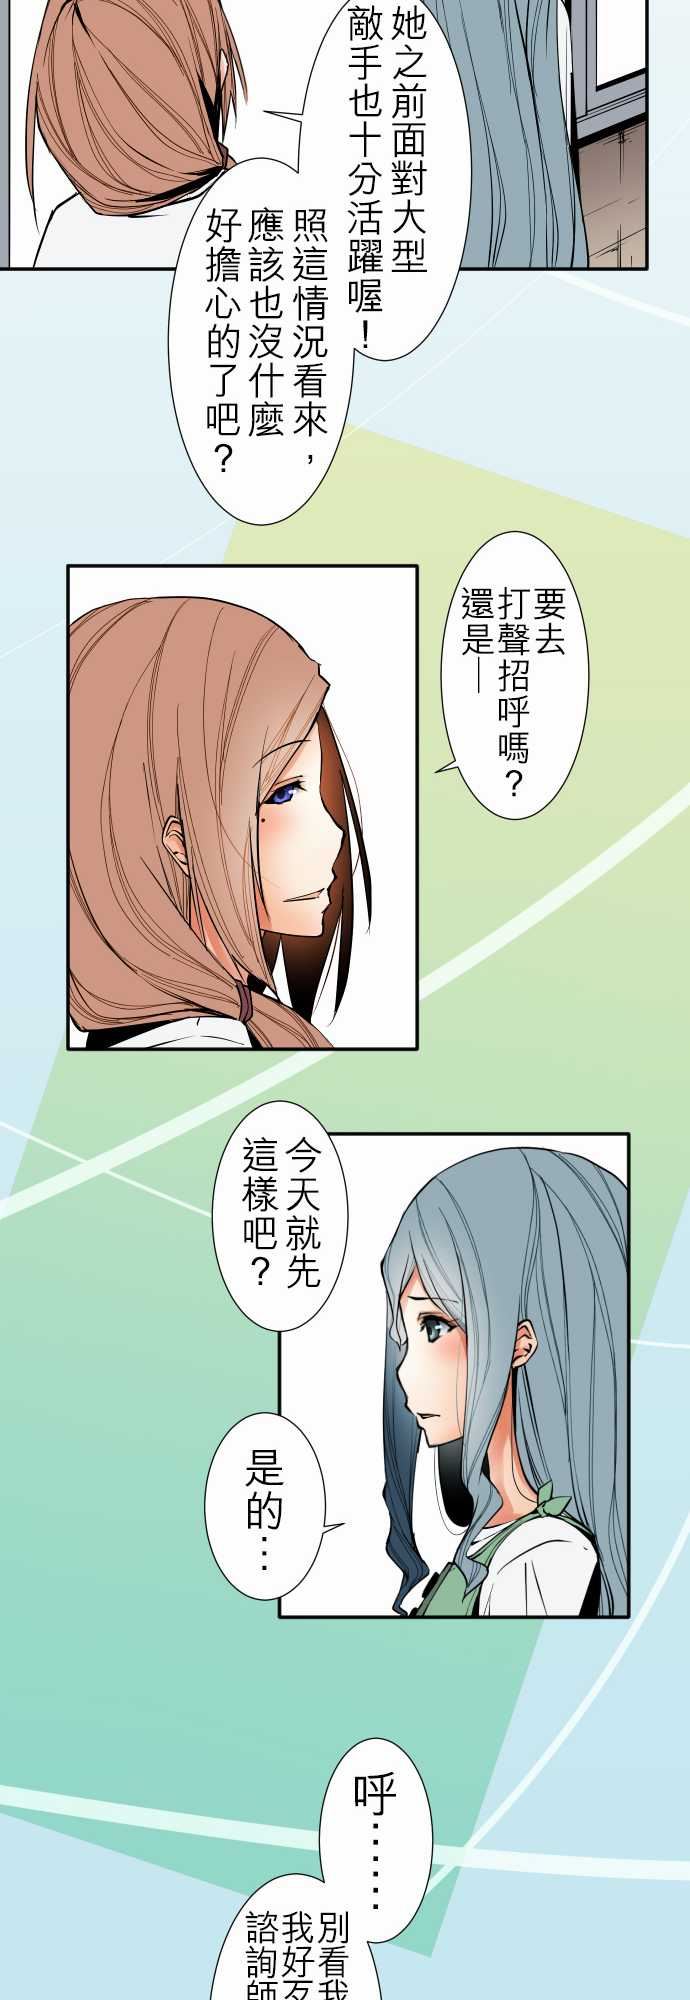 她之前面對大型
敵手也十分活躍喔！
照這情況看來，
應該也沒什麼
好擔心的了吧？
要去
打聲招呼嗎？
還是—
今天就先
這樣吧？
是的…
呼……
別看我
我好歹
諮詢師